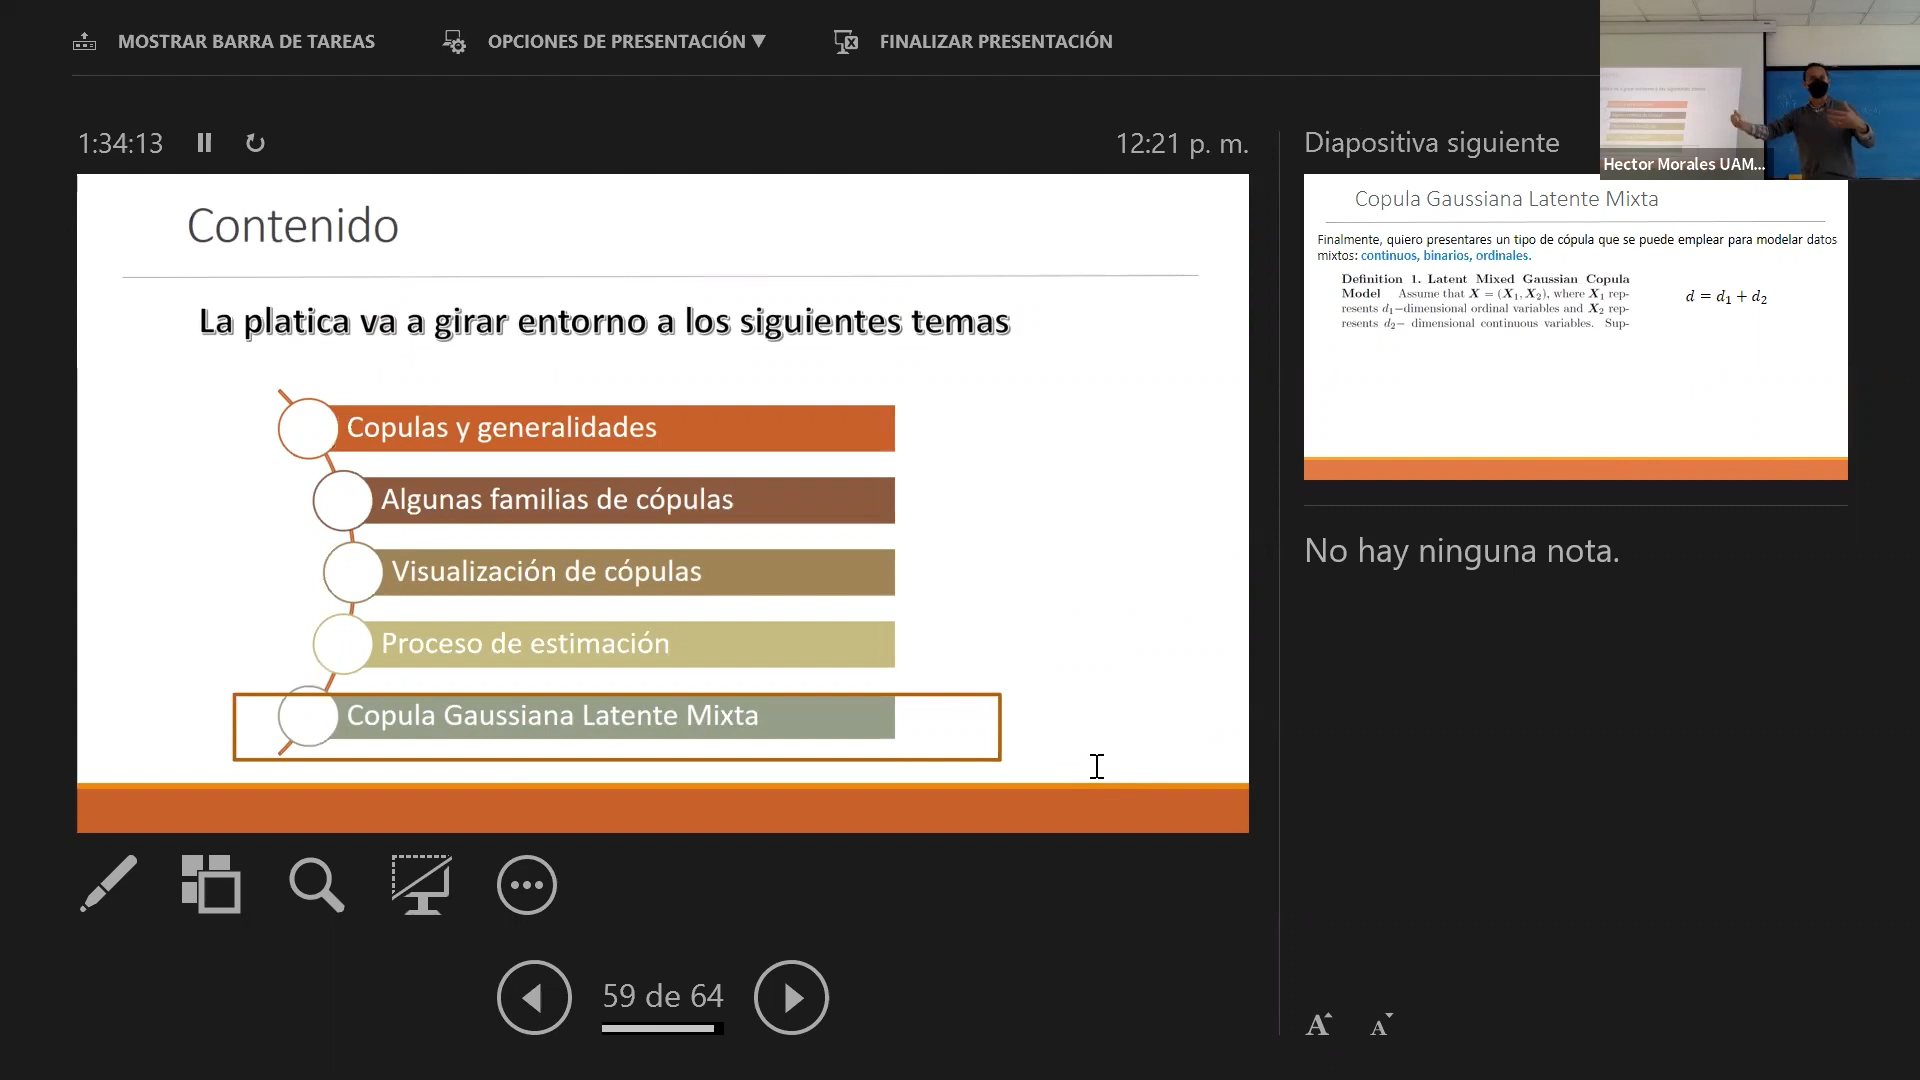 MOSTRAR BARRA DE TAREAS
OPCIONES DE PRESENTACIÓN
FINALIZAR PRESENTACIÓN
1:34:13
12:21 p. m.
Contenido
La platica va a girar entorno a los siguientes temas
Copulas y generalidades
Algunas familias de cópulas
Visualización de cópulas
Proceso de estimación
Copula Gaussiana Latente Mixta
59 de 64
Diapositiva siguiente
Hector Morales UAM...
Copula Gaussiana Latente Mixta
Finalmente, quiero presentares un tipo de cópula que se puede emplear para modelar datos
mixtos: continuos, binarios, ordinales.
Definition 1. Latent Mixed Gaussian Copula
Model Assume that X = (X₁, X₂), where X₁ rep-
resents d₁−dimensional ordinal variables and X₂ rep-
resents d₂− dimensional continuous variables. Sup-
d = d₁ + d₂
No hay ninguna nota.
A A